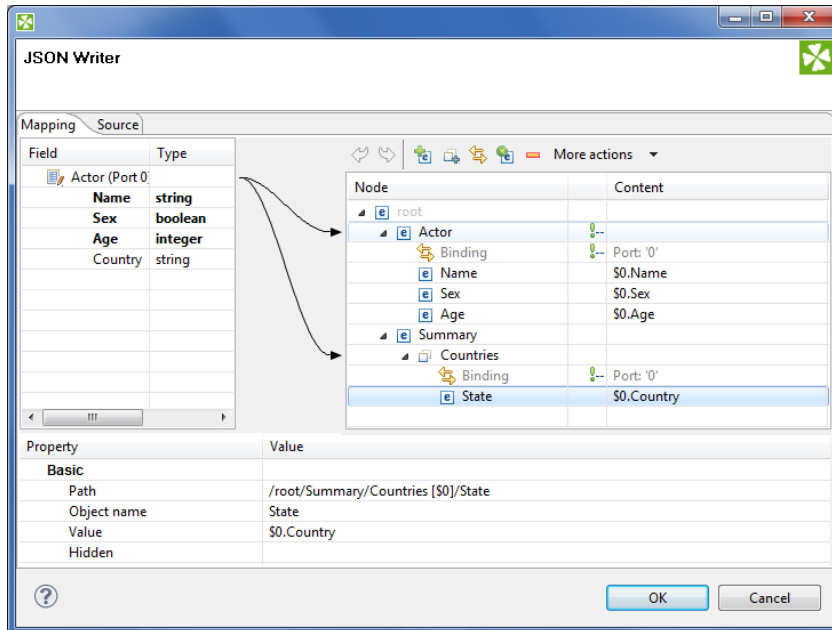 JSON Writer
Mapping Source
Field Type
Actor (Port 0)
Name string
Sex boolean
Age integer
Country string
More actions
Node Content
root
Actor
Binding Port: '0'
Name $0.Name
Sex $0.Sex
Age $0.Age
Summary
Countries
Binding Port: '0'
State $0.Country
Property Value
Basic
Path /root/Summary/Countries [$0]/State
Object name State
Value $0.Country
Hidden
OK Cancel